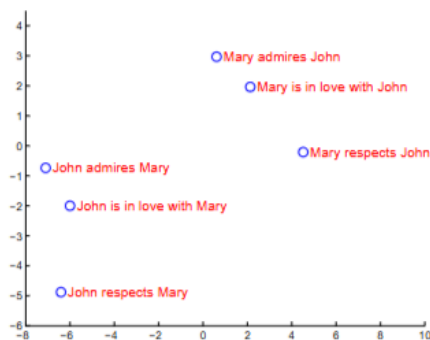 4
3
Mary admires John
2
Mary is in love with John
1
0
Mary respects John
John admires Mary
−1
−2
John is in love with Mary
−3
−4
−5
John respects Mary
−6
−8 −6 −4 −2 0 2 4 6 8 10